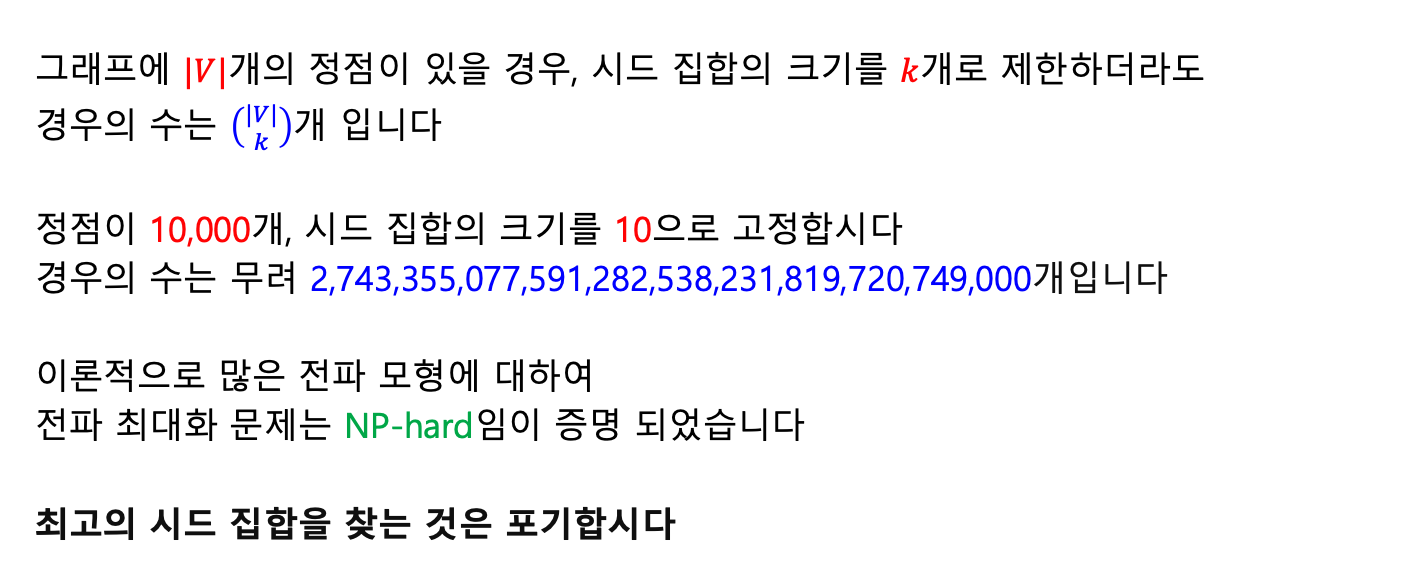 그래프에 |V|개의 정점이 있을 경우, 시드 집합의 크기를 k개로 제한하더라도
경우의 수는 (|V| k)개 입니다
정점이 10,000개, 시드 집합의 크기를 10으로 고정합시다
경우의 수는 무려 2,743,355,077,591,282,538,231,819,720,749,000개입니다
이론적으로 많은 전파 모형에 대하여
전파 최대화 문제는 NP-hard임이 증명 되었습니다
최고의 시드 집합을 찾는 것은 포기합시다